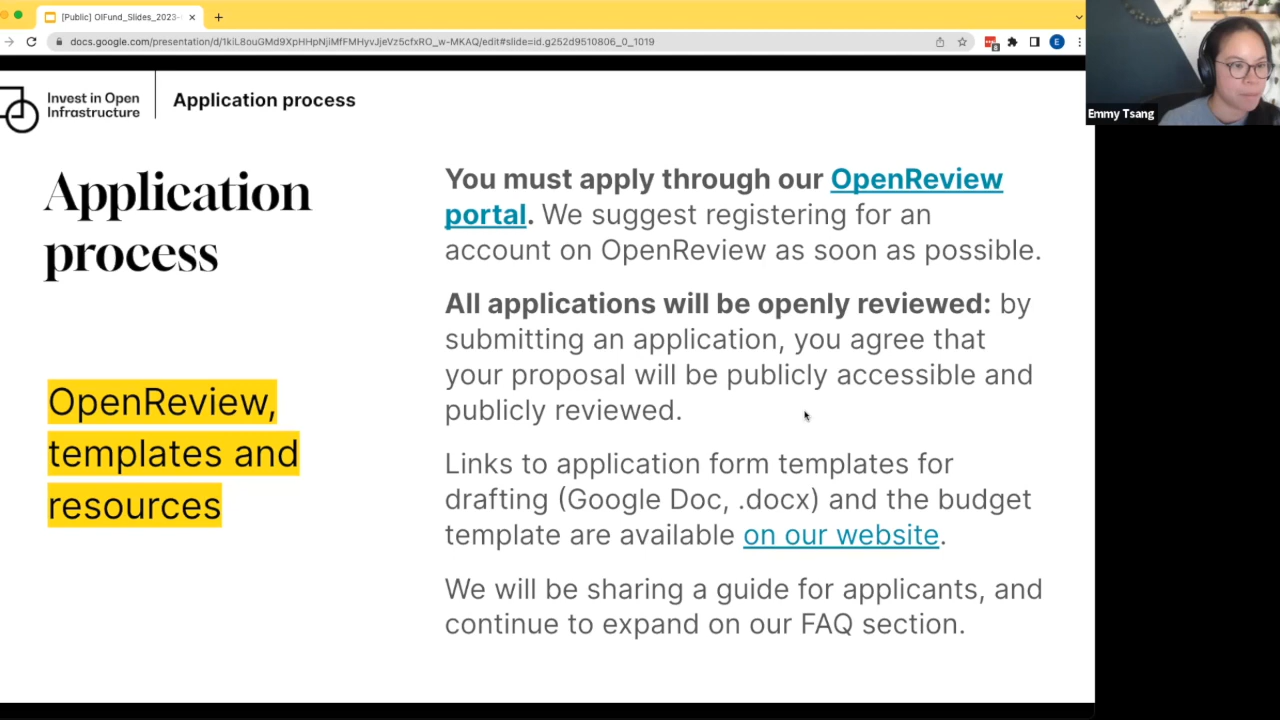 [Public] OIFund_Slides_2023-
docs.google.com/presentation/d/1kiL8ouGMd9XpHHpNjiMfFMHyvJjeVz5cfxRO_w-MKAQ/edit#slide=id.g252d9510806_0_1019
E
Emmy Tsang
Invest in Open
Infrastructure
Application process
Application
process
OpenReview,
templates and
resources
You must apply through our OpenReview
portal. We suggest registering for an
account on OpenReview as soon as possible.
All applications will be openly reviewed: by
submitting an application, you agree that
your proposal will be publicly accessible and
publicly reviewed.
Links to application form templates for
drafting (Google Doc, .docx) and the budget
template are available on our website.
We will be sharing a guide for applicants, and
continue to expand on our FAQ section.